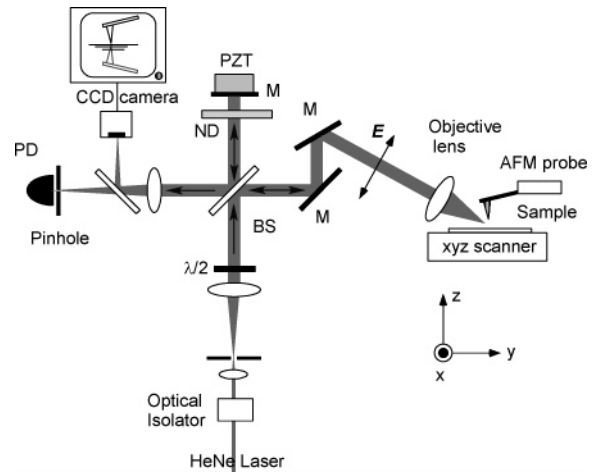 PZT
M
CCD camera
ND
M
E
Objective
lens
PD
AFM probe
Sample
Pinhole
BS
M
xyz scanner
λ/2
z
y
x
Optical
Isolator
HeNe Laser